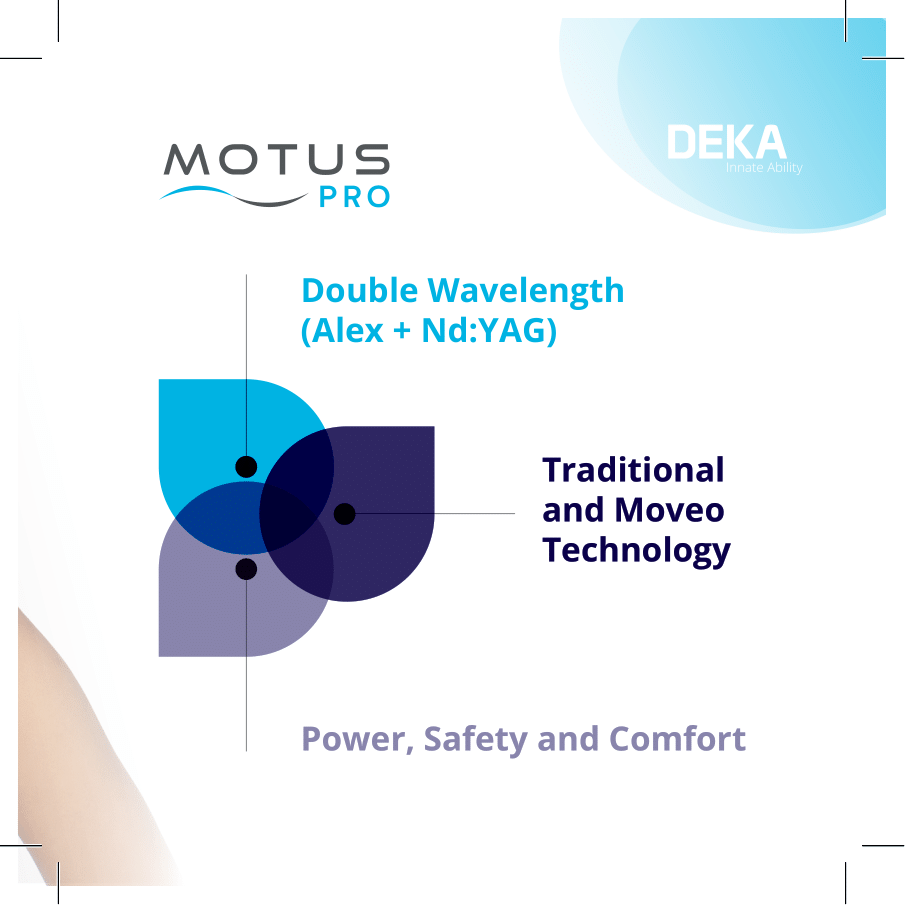 MOTUS
PRO
DEKA
Innate Ability
Double Wavelength
(Alex + Nd:YAG)
Traditional
and Moveo
Technology
Power, Safety and Comfort